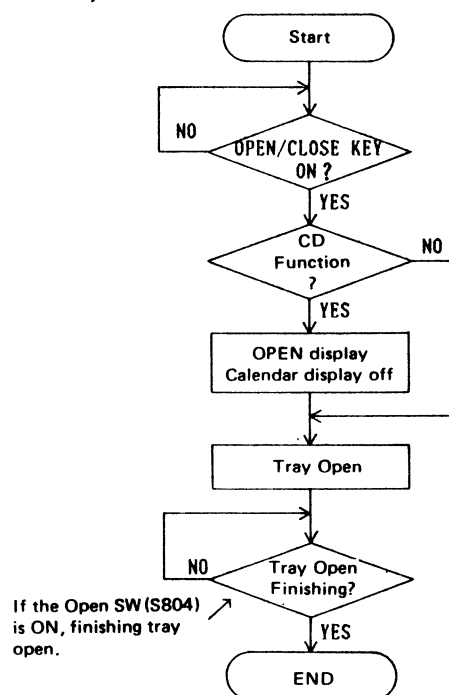 Start
NO
OPEN/CLOSE KEY
ON?
YES
CD
Function
?
NO
YES
OPEN display
Calendar display off
Tray Open
NO
Tray Open
Finishing?
If the Open SW (S804)
is ON, finishing tray
open.
YES
END